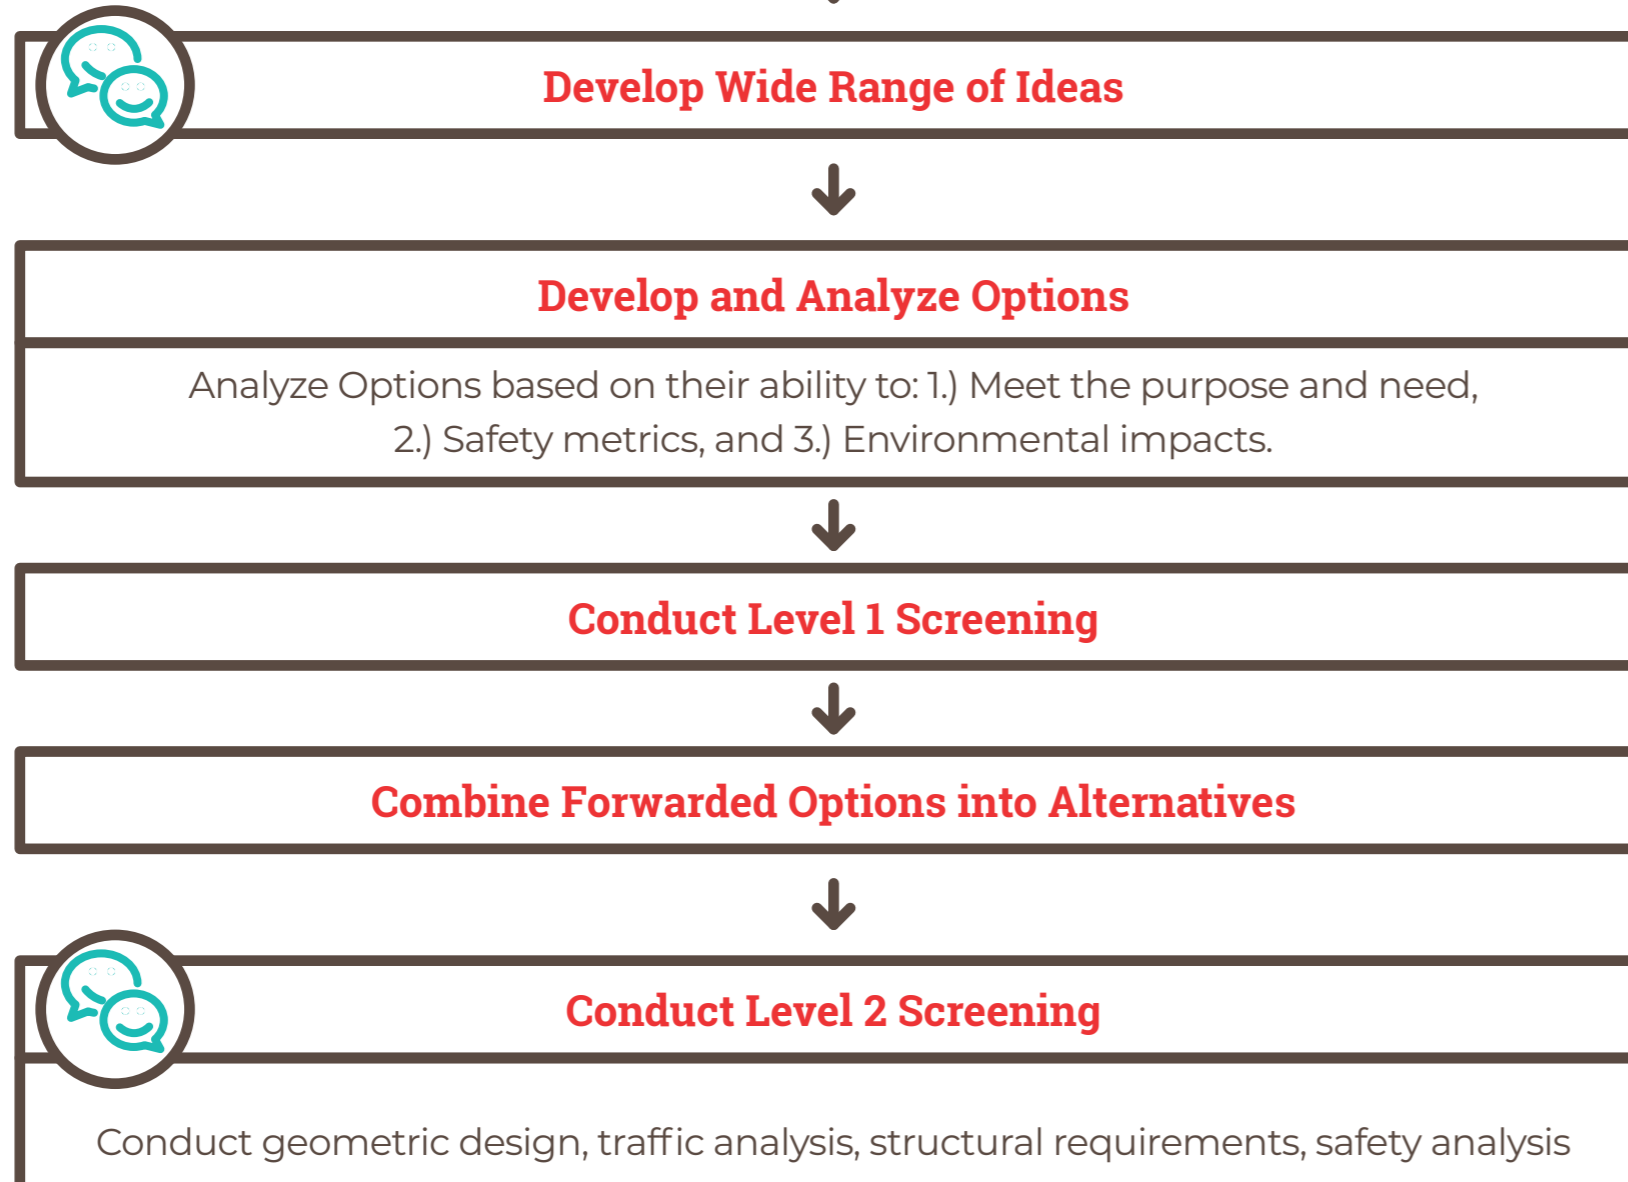 Develop Wide Range of Ideas
Develop and Analyze Options
Analyze Options based on their ability to: 1.) Meet the purpose and need,
2.) Safety metrics, and 3.) Environmental impacts.
Conduct Level 1 Screening
Combine Forwarded Options into Alternatives
Conduct Level 2 Screening
Conduct geometric design, traffic analysis, structural requirements, safety analysis